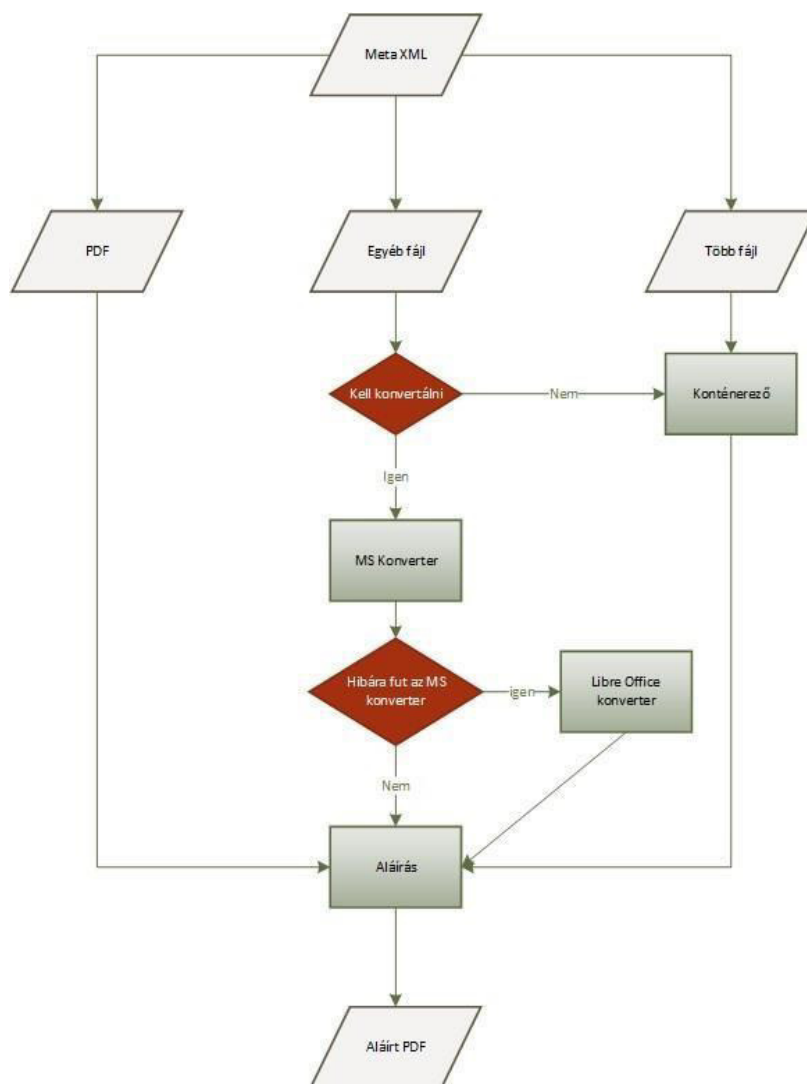 Meta XML
PDF
Egyéb fájl
Több fájl
Kell konvertálni
Nem
Konténerező
Igen
MS Konverter
Hibára fut az MS
konverter
igen
Libre Office
konverter
Nem
Aláírás
Aláírt PDF